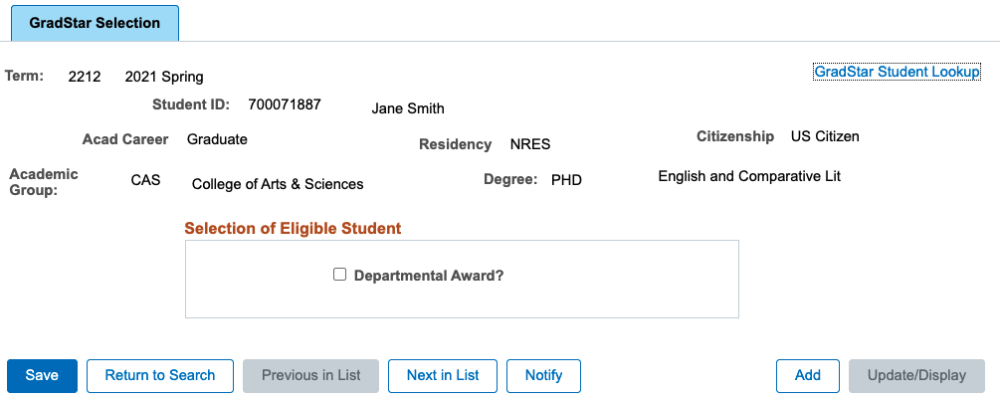 GradStar Selection
Term: 2212 2021 Spring GradStar Student Lookup
Student ID: 700071887 Jane Smith
Acad Career Graduate Residency NRES Citizenship US Citizen
Academic Group: CAS College of Arts & Sciences Degree: PHD English and Comparative Lit
Selection of Eligible Student
Departmental Award?
Save Return to Search Previous in List Next in List Notify Add Update/Display